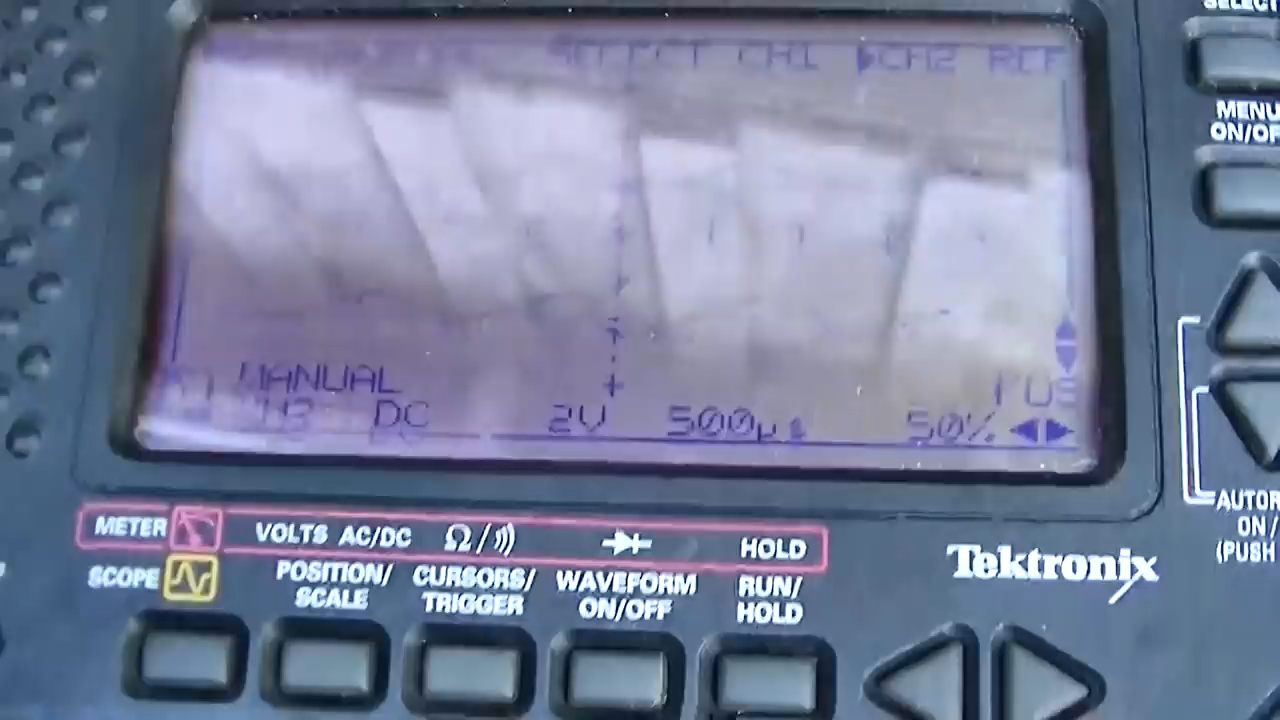 SELECT CH1 CH2 REF
MANUAL
DC 2V 500µs 50%
SELECT
MENU
ON/OFF
METER VOLTS AC/DC Ω HOLD
SCOPE POSITION/
SCALE CURSORS/
TRIGGER WAVEFORM
ON/OFF RUN/
HOLD
Tektronix
ON/
(PUSH